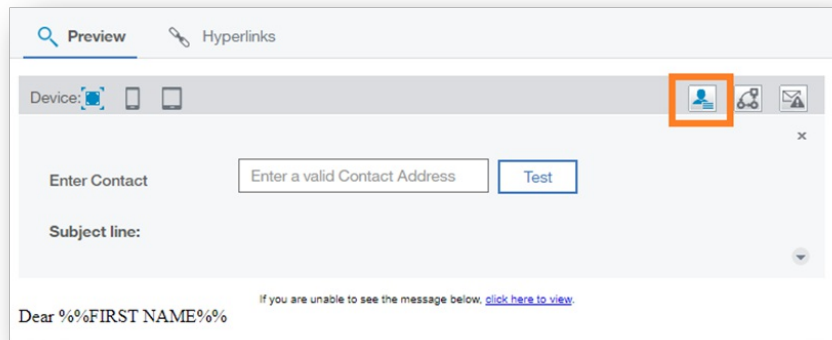 Preview Hyperlinks
Device:
Enter Contact Enter a valid Contact Address Test
Subject line:
If you are unable to see the message below, click here to view.
Dear %%FIRST NAME%%